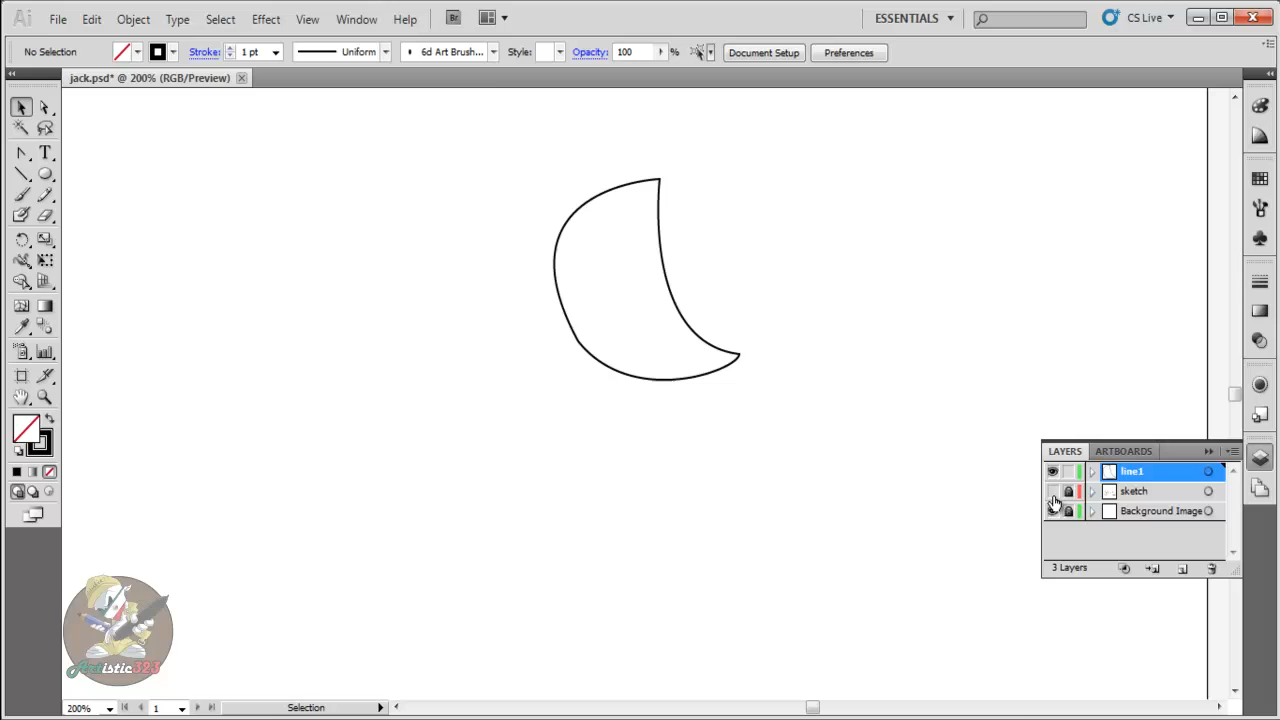 Ai File Edit Object Type Select Effect View Window Help Br ESSENTIALS CS Live
No Selection Stroke: 1 pt Uniform 6d Art Brush... Style: Opacity: 100 % Document Setup Preferences
jack.psd* @ 200% (RGB/Preview)
LAYERS ARTBOARDS
line1
sketch
Background Image
3 Layers
Artistic323
200% 1 Selection